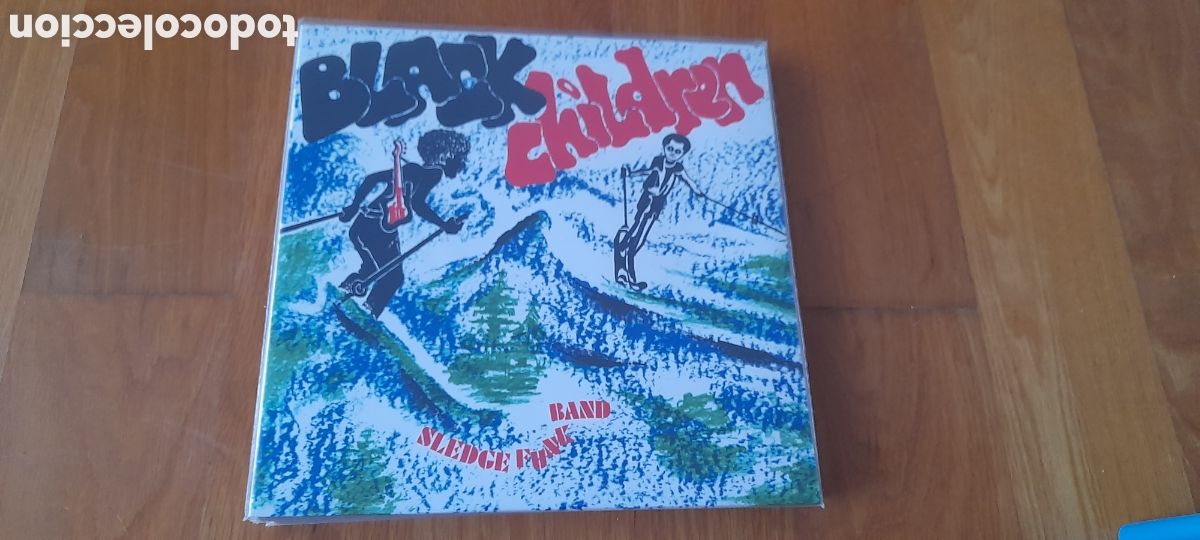 todocoleccion
BLACK
children
SLEDGE FUNK
BAND